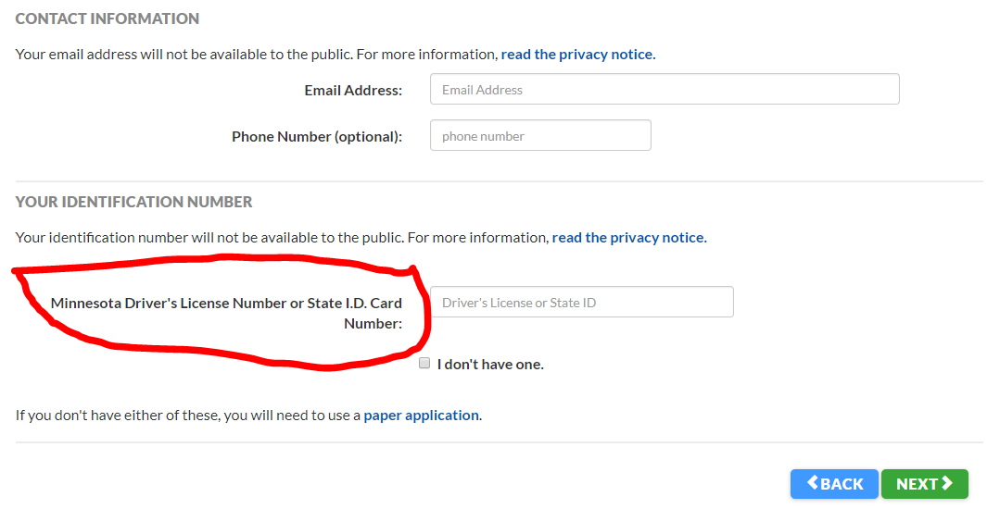 CONTACT INFORMATION
Your email address will not be available to the public. For more information, read the privacy notice.
Email Address: Email Address
Phone Number (optional): phone number
YOUR IDENTIFICATION NUMBER
Your identification number will not be available to the public. For more information, read the privacy notice.
Minnesota Driver's License Number or State I.D. Card Driver's License or State ID
Number:
I don't have one.
If you don't have either of these, you will need to use a paper application.
BACK NEXT